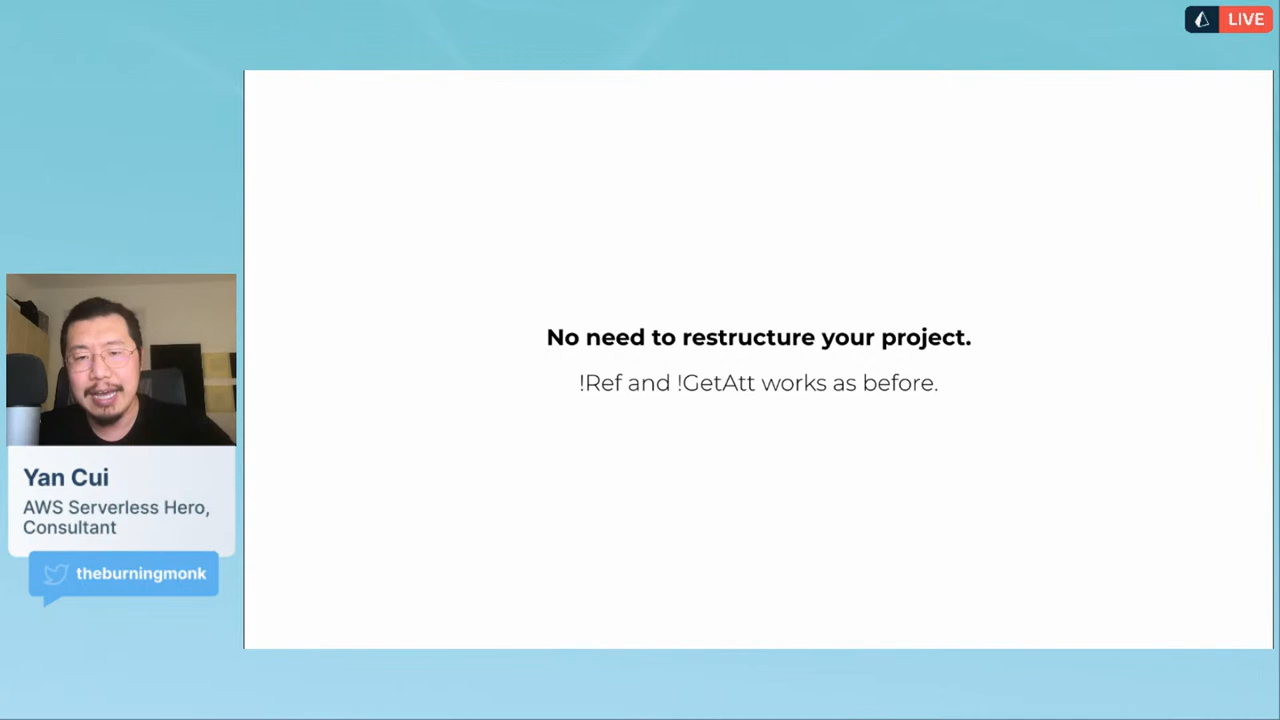 LIVE
No need to restructure your project.
!Ref and !GetAtt works as before.
Yan Cui
AWS Serverless Hero,
Consultant
theburningmonk